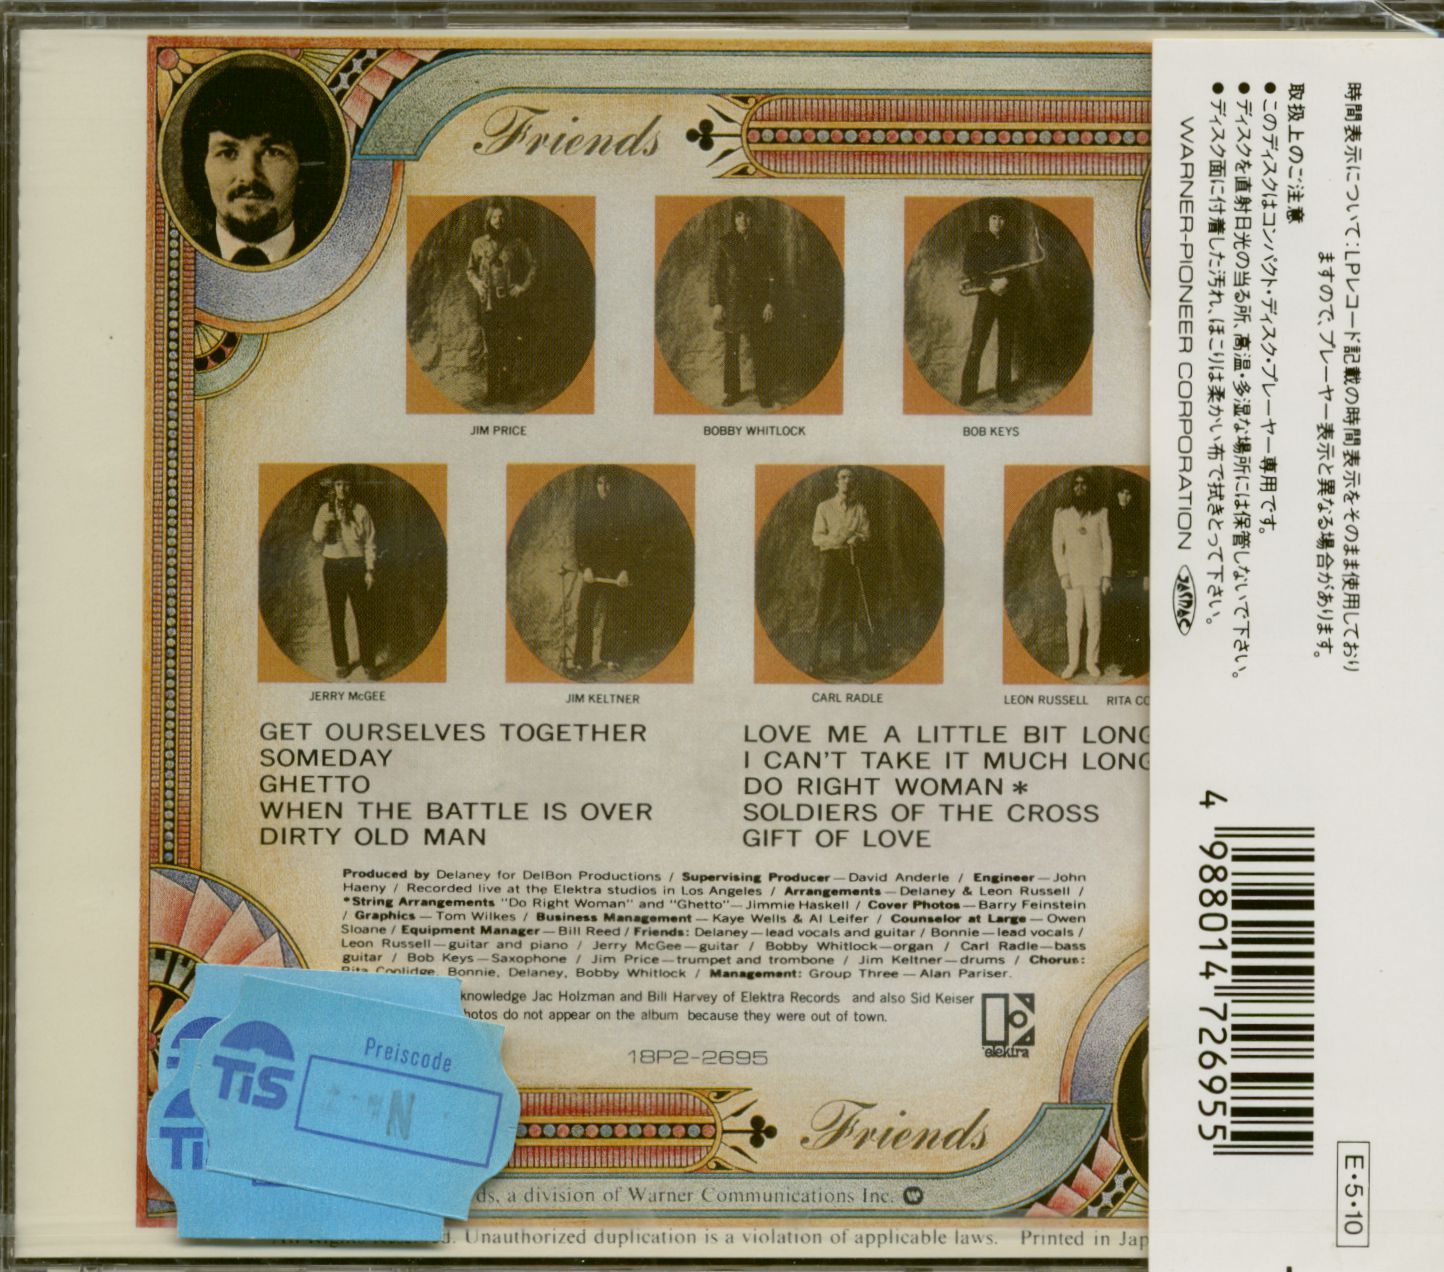 Friends
JIM PRICE
BOBBY WHITLOCK
BOB KEYS
JERRY McGEE
JIM KELTNER
CARL RADLE
LEON RUSSELL
RITA CO
GET OURSELVES TOGETHER
SOMEDAY
GHETTO
WHEN THE BATTLE IS OVER
DIRTY OLD MAN
LOVE ME A LITTLE BIT LONG
I CAN'T TAKE IT MUCH LONG
DO RIGHT WOMAN *
SOLDIERS OF THE CROSS
GIFT OF LOVE
Produced by Delaney for DelBon Productions / Supervising Producer — David Anderle / Engineer — John
Haeny / Recorded live at the Elektra studios in Los Angeles / Arrangements — Delaney & Leon Russell /
*String Arrangements "Do Right Woman" and "Ghetto" — Jimmie Haskell / Cover Photos — Barry Feinstein
/ Graphics — Tom Wilkes / Business Management — Kaye Wells & Al Leifer / Counselor at Large — Owen
Sloane / Equipment Manager — Bill Reed / Friends: Delaney — lead vocals and guitar / Bonnie — lead vocals /
Leon Russell — guitar and piano / Jerry McGee — guitar / Bobby Whitlock — organ / Carl Radle — bass
guitar / Bob Keys — Saxophone / Jim Price — trumpet and trombone / Jim Keltner — drums / Chorus:
Rita Coolidge, Bonnie, Delaney, Bobby Whitlock / Management: Group Three — Alan Pariser.
knowledge Jac Holzman and Bill Harvey of Elektra Records and also Sid Keiser
hotos do not appear on the album because they were out of town.
elektra
18P2-2695
Friends
ds, a division of Warner Communications Inc.
d. Unauthorized duplication is a violation of applicable laws. Printed in Jap
TiS
Preiscode
N
Ti
時間表示について:LPレコード記載の時間表示をそのまま使用しており
ますので、プレーヤー表示と異なる場合があります。
取扱上のご注意
●このディスクはコンパクト・ディスク・プレーヤー専用です。
●ディスクを直射日光の当る所、高温・多湿な場所には保管しないで下さい。
●ディスク面に付着した汚れ、ほこりは柔かい布で拭きとって下さい。
WARNER-PIONEER CORPORATION
JASRAC
4 988014 726955
E・5・10